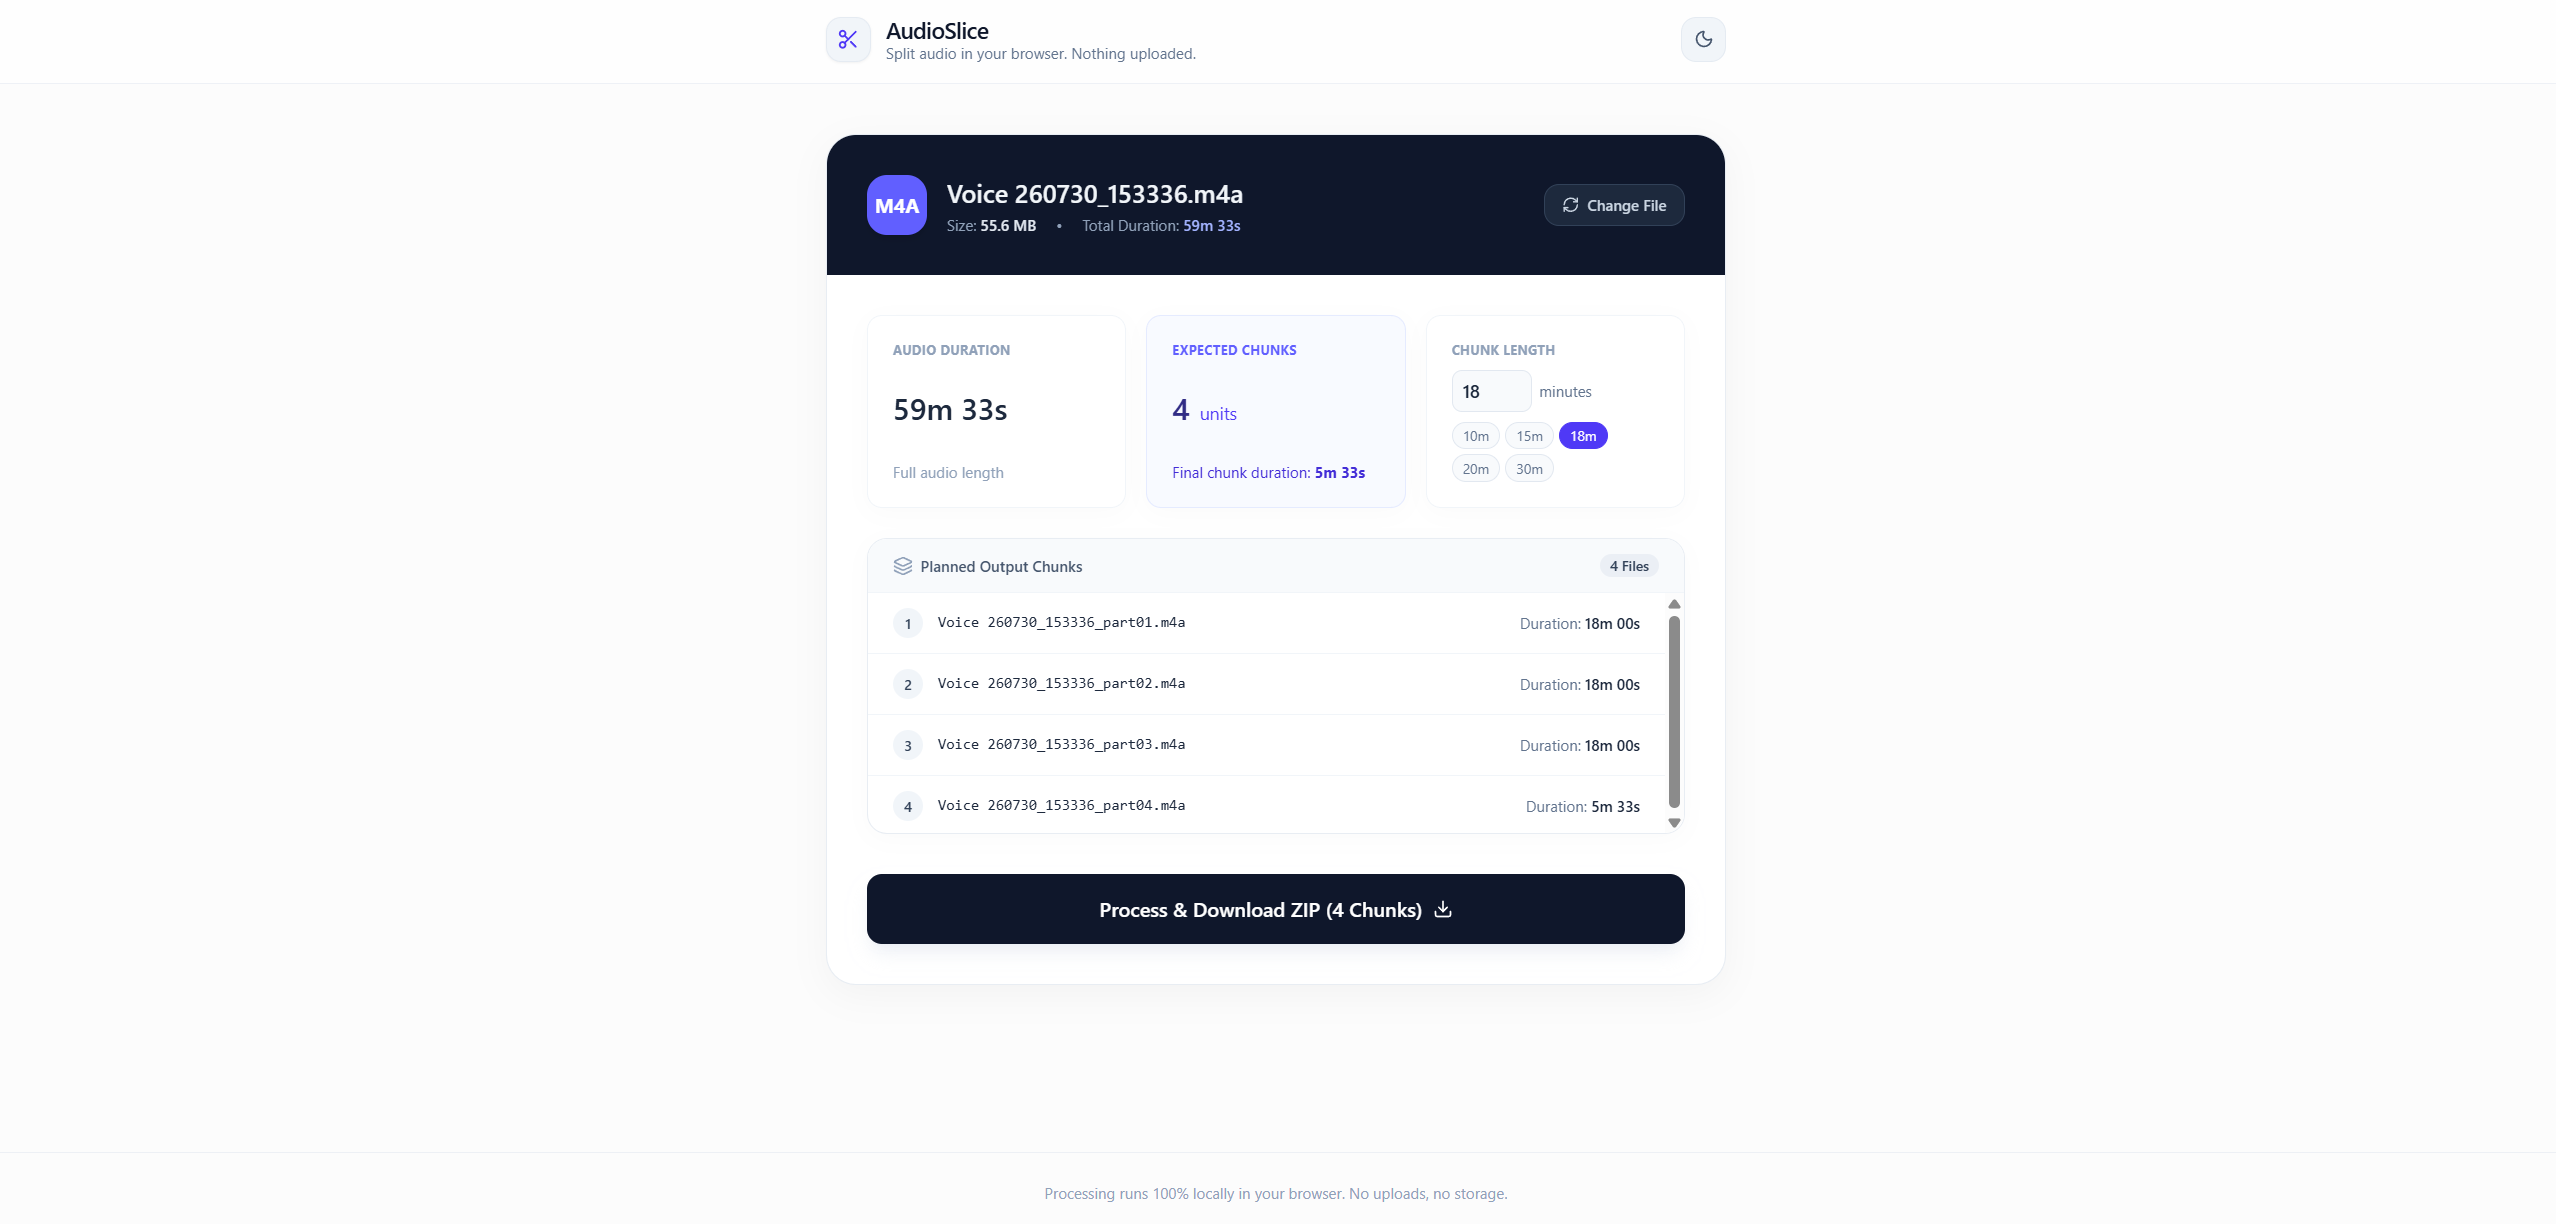 AudioSlice
Split audio in your browser. Nothing uploaded.
M4A
Voice 260730_153336.m4a
Size: 55.6 MB • Total Duration: 59m 33s
Change File
AUDIO DURATION
59m 33s
Full audio length
EXPECTED CHUNKS
4 units
Final chunk duration: 5m 33s
CHUNK LENGTH
18 minutes
10m 15m 18m
20m 30m
Planned Output Chunks
4 Files
1 Voice 260730_153336_part01.m4a Duration: 18m 00s
2 Voice 260730_153336_part02.m4a Duration: 18m 00s
3 Voice 260730_153336_part03.m4a Duration: 18m 00s
4 Voice 260730_153336_part04.m4a Duration: 5m 33s
Process & Download ZIP (4 Chunks)
Processing runs 100% locally in your browser. No uploads, no storage.